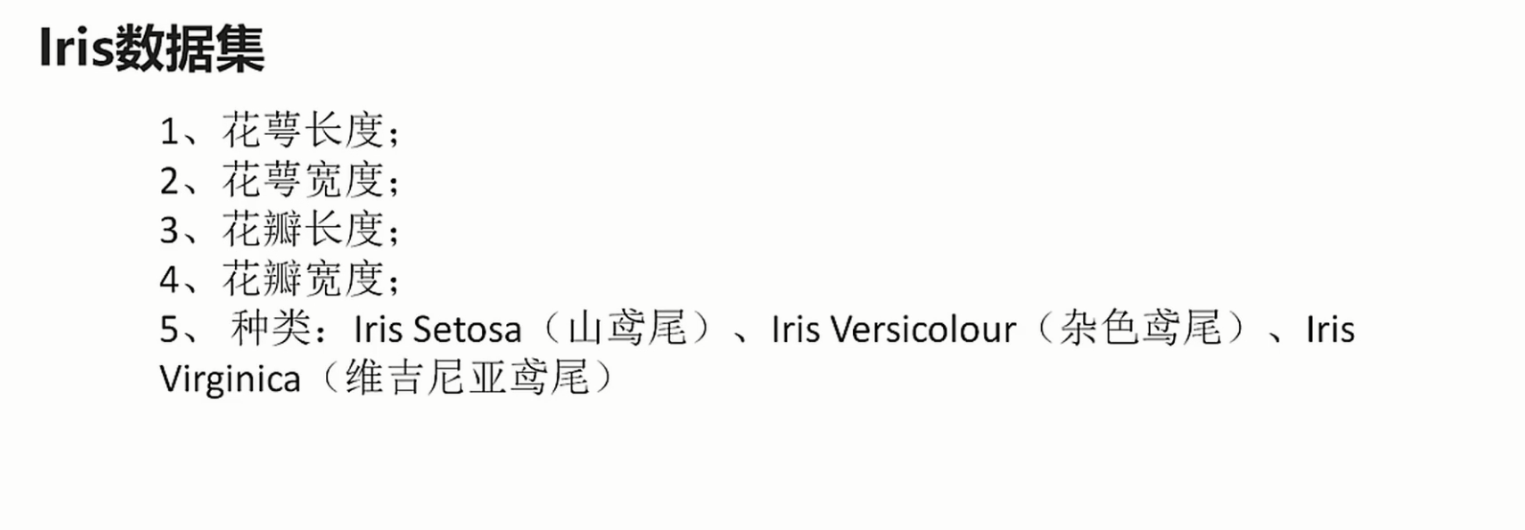 Iris数据集
1、花萼长度；
2、花萼宽度；
3、花瓣长度；
4、花瓣宽度；
5、 种类：Iris Setosa（山鸢尾）、Iris Versicolour（杂色鸢尾）、Iris
Virginica（维吉尼亚鸢尾）